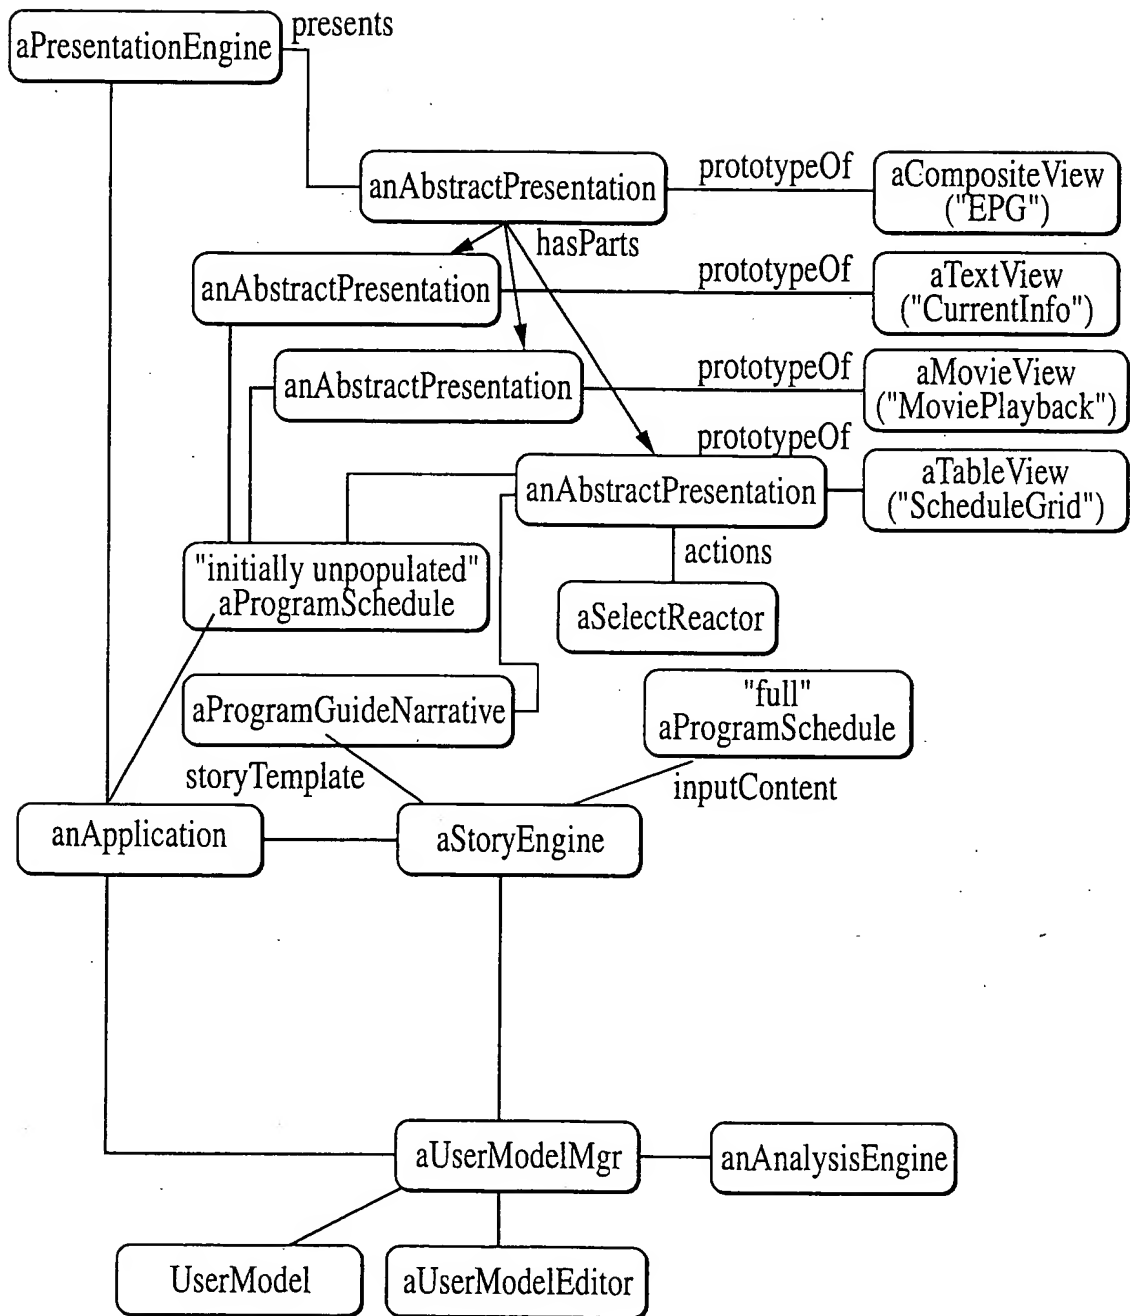 presents
aPresentationEngine
prototypeOf
anAbstractPresentation
aCompositeView
("EPG")
hasParts
prototypeOf
anAbstractPresentation
aTextView
("CurrentInfo")
prototypeOf
anAbstractPresentation
aMovieView
("MoviePlayback")
prototypeOf
anAbstractPresentation
aTableView
("ScheduleGrid")
actions
"initially unpopulated"
aProgramSchedule
aSelectReactor
aProgramGuideNarrative
"full"
aProgramSchedule
storyTemplate
inputContent
anApplication
aStoryEngine
aUserModelMgr
anAnalysisEngine
UserModel
aUserModelEditor